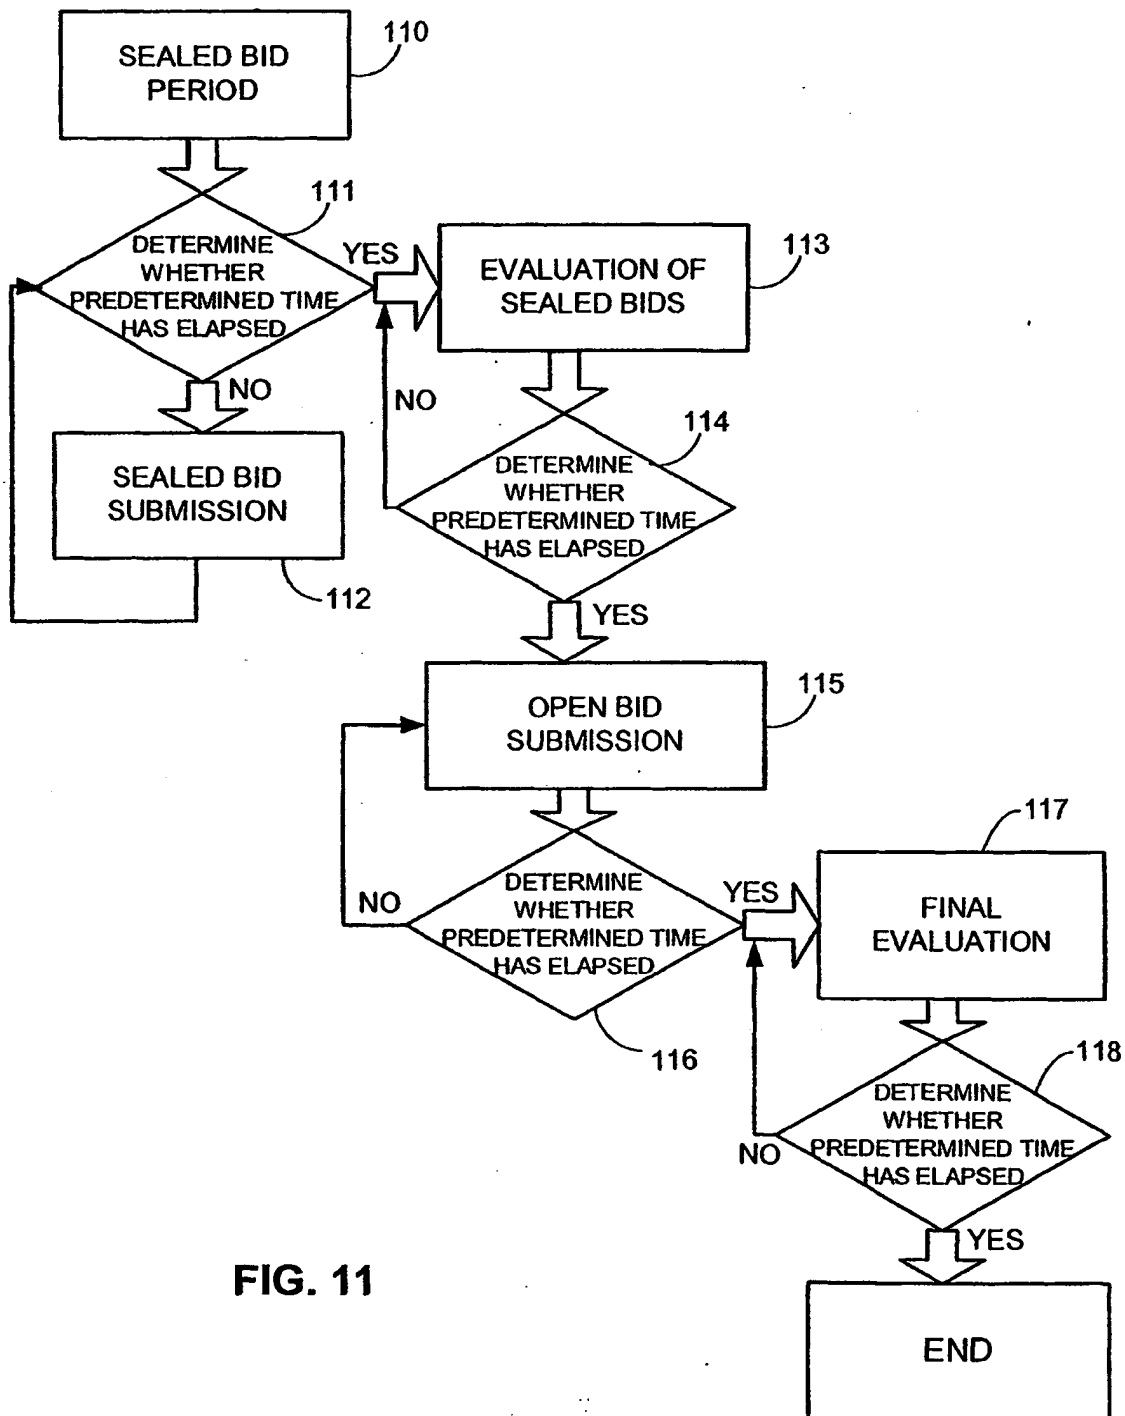 SEALED BID
PERIOD
110
DETERMINE
WHETHER
PREDETERMINED TIME
HAS ELAPSED
111
YES
NO
SEALED BID
SUBMISSION
112
EVALUATION OF
SEALED BIDS
113
NO
DETERMINE
WHETHER
PREDETERMINED TIME
HAS ELAPSED
114
YES
OPEN BID
SUBMISSION
115
NO
DETERMINE
WHETHER
PREDETERMINED TIME
HAS ELAPSED
116
YES
FINAL
EVALUATION
117
NO
DETERMINE
WHETHER
PREDETERMINED TIME
HAS ELAPSED
118
YES
END
FIG. 11